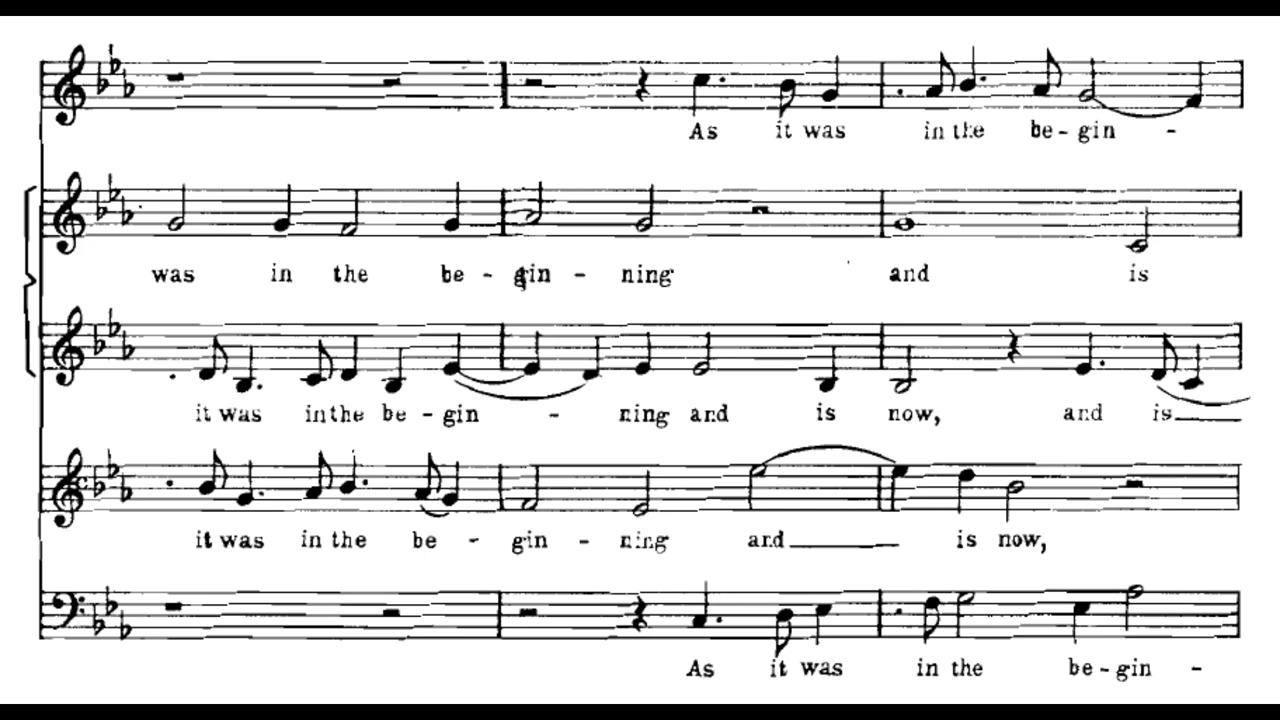 As it was in the be - gin -
was in the be - gin - ning and is
it was in the be - gin - ning and is now, and is
it was in the be - gin - ning and is now,
As it was in the be - gin -